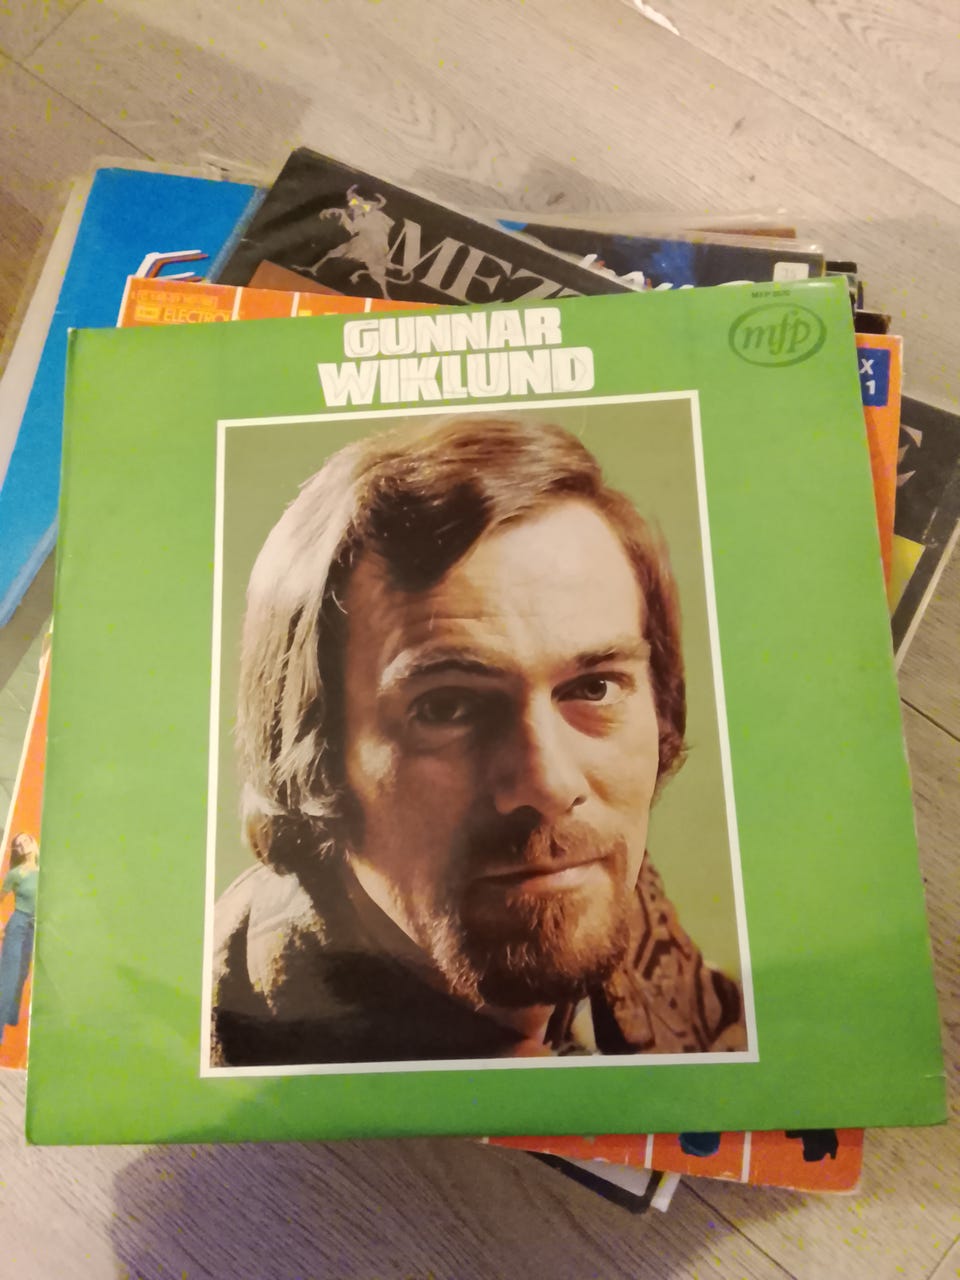 MEZ
ELECTRO
GUNNAR
WIKLUND
mfp
X
1
E